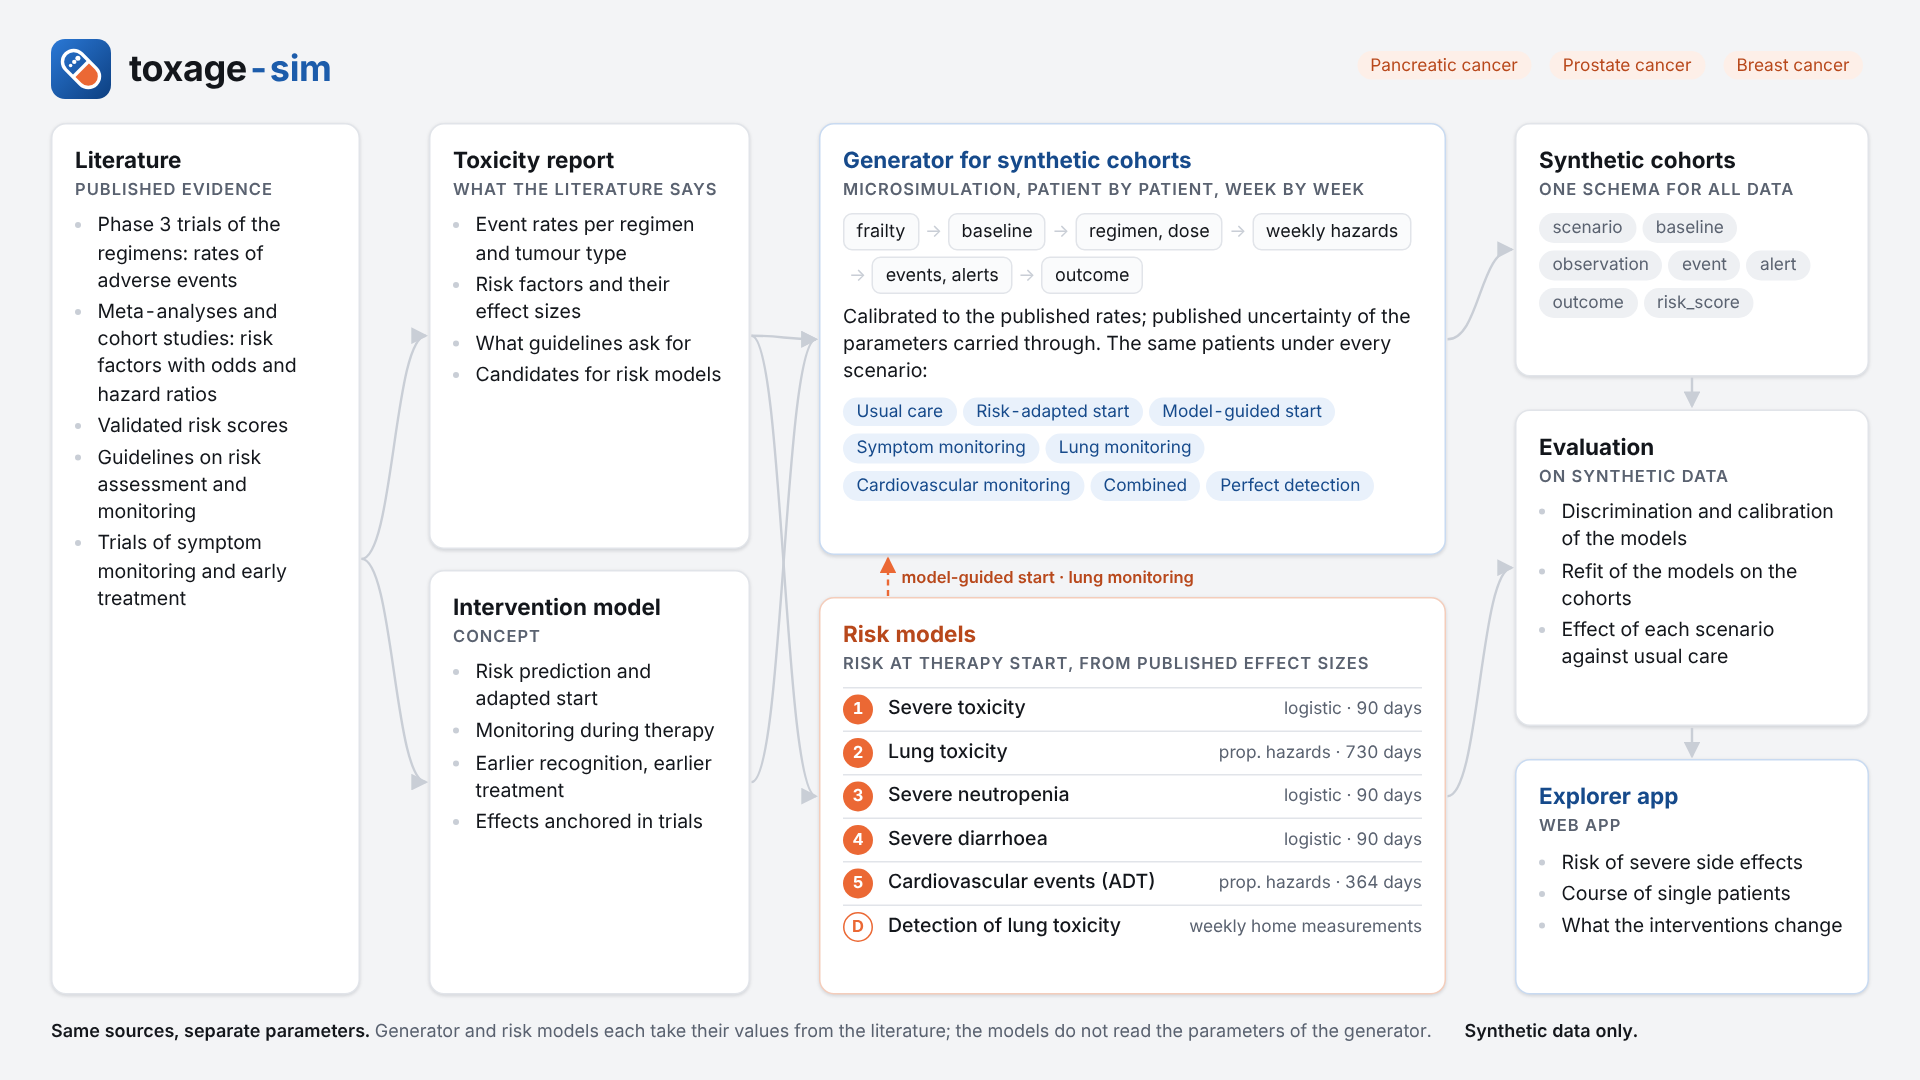 toxage-sim
Pancreatic cancer
Prostate cancer
Breast cancer
Literature
PUBLISHED EVIDENCE
• Phase 3 trials of the
regimens: rates of
adverse events
• Meta-analyses and
cohort studies: risk
factors with odds and
hazard ratios
• Validated risk scores
• Guidelines on risk
assessment and
monitoring
• Trials of symptom
monitoring and early
treatment
Toxicity report
WHAT THE LITERATURE SAYS
• Event rates per regimen
and tumour type
• Risk factors and their
effect sizes
• What guidelines ask for
• Candidates for risk models
Intervention model
CONCEPT
• Risk prediction and
adapted start
• Monitoring during therapy
• Earlier recognition, earlier
treatment
• Effects anchored in trials
Generator for synthetic cohorts
MICROSIMULATION, PATIENT BY PATIENT, WEEK BY WEEK
frailty → baseline → regimen, dose → weekly hazards
→ events, alerts → outcome
Calibrated to the published rates; published uncertainty of the
parameters carried through. The same patients under every
scenario:
Usual care Risk-adapted start Model-guided start
Symptom monitoring Lung monitoring
Cardiovascular monitoring Combined Perfect detection
model-guided start · lung monitoring
Risk models
RISK AT THERAPY START, FROM PUBLISHED EFFECT SIZES
1 Severe toxicity logistic · 90 days
2 Lung toxicity prop. hazards · 730 days
3 Severe neutropenia logistic · 90 days
4 Severe diarrhoea logistic · 90 days
5 Cardiovascular events (ADT) prop. hazards · 364 days
D Detection of lung toxicity weekly home measurements
Synthetic cohorts
ONE SCHEMA FOR ALL DATA
scenario baseline
observation event alert
outcome risk_score
Evaluation
ON SYNTHETIC DATA
• Discrimination and calibration
of the models
• Refit of the models on the
cohorts
• Effect of each scenario
against usual care
Explorer app
WEB APP
• Risk of severe side effects
• Course of single patients
• What the interventions change
Same sources, separate parameters. Generator and risk models each take their values from the literature; the models do not read the parameters of the generator. Synthetic data only.